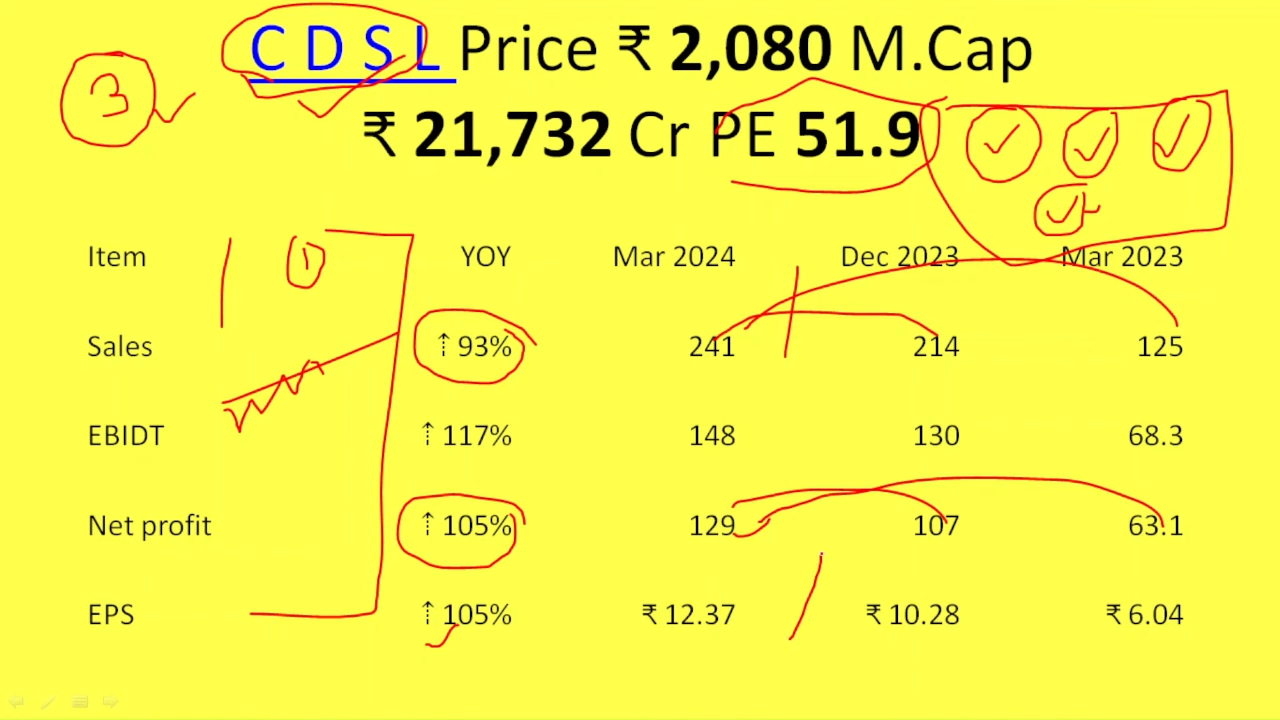 C D S L Price ₹ 2,080 M.Cap
₹ 21,732 Cr PE 51.9
3
Item 1 YOY Mar 2024 Dec 2023 Mar 2023
Sales ⇡ 93% 241 214 125
EBIDT ⇡ 117% 148 130 68.3
Net profit ⇡ 105% 129 107 63.1
EPS ⇡ 105% ₹ 12.37 ₹ 10.28 ₹ 6.04